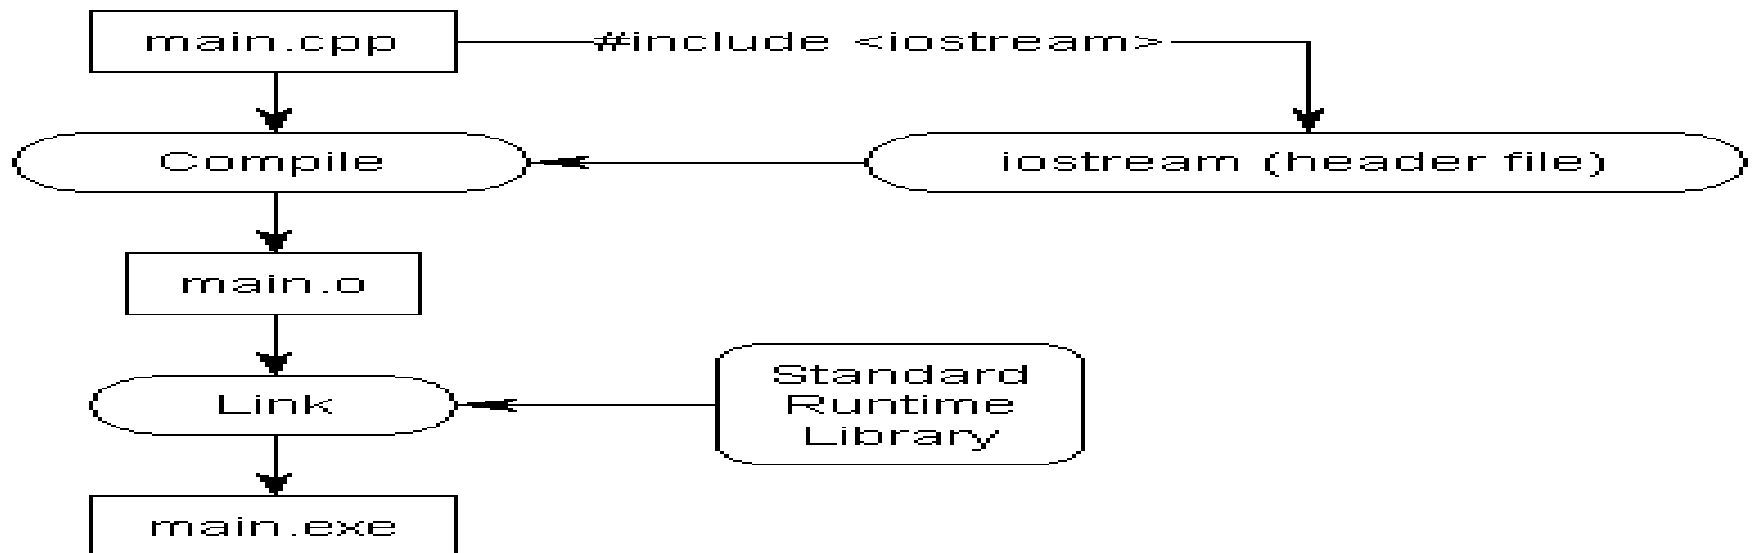 main.cpp
#include <iostream>
Compile
iostream (header file)
main.o
Standard
Runtime
Library
Link
main.exe